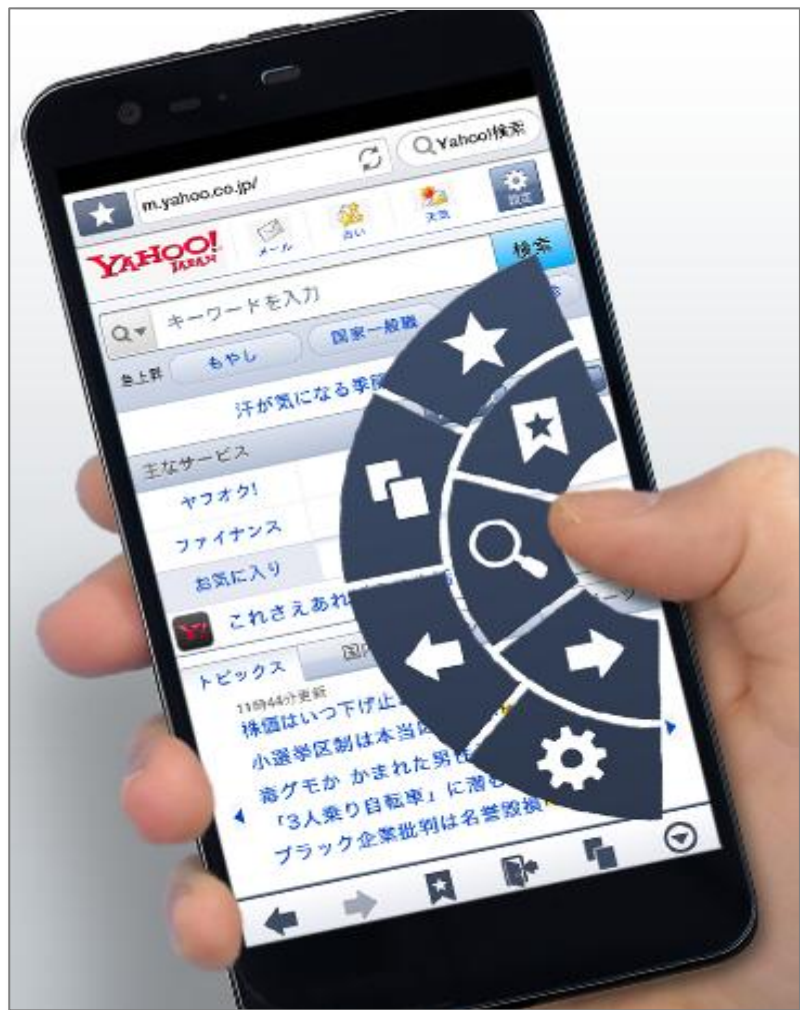 m.yahoo.co.jp/
Yahoo!検索
YAHOO!
JAPAN
メール
占い
天気
設定
キーワードを入力
検索
急上昇
もやし
国家一般職
汗が気になる季節
主なサービス
ヤフオク!
ファイナンス
お気に入り
Y!
これさえあれ
ページ
トピックス
国
11時44分更新
株価はいつ下げ止
小選挙区制は本当
毒グモか かまれた男性
「3人乗り自転車」に潜む
ブラック企業批判は名誉毀損